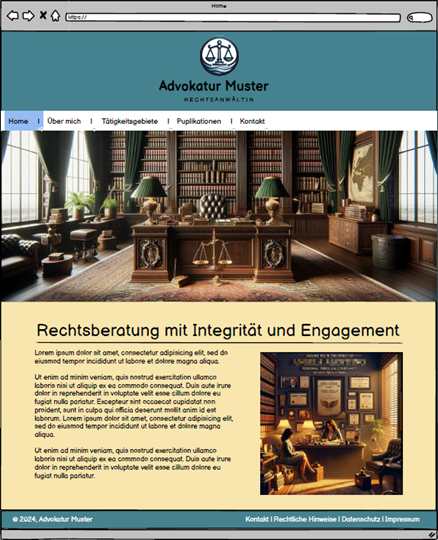 Home
https://
Advokatur Muster
RECHTSANWÄLTIN
Home | Über mich | Tätigkeitsgebiete | Puplikationen | Kontakt
Rechtsberatung mit Integrität und Engagement
Lorem ipsum dolor sit amet, consectetur adipisicing elit, sed do
eiusmod tempor incididunt ut labore et dolore magna aliqua.
Ut enim ad minim veniam, quis nostrud exercitation ullamco
laboris nisi ut aliquip ex ea commodo consequat. Duis aute irure
dolor in reprehenderit in voluptate velit esse cillum dolore eu
fugiat nulla pariatur. Excepteur sint occaecat cupidatat non
proident, sunt in culpa qui officia deserunt mollit anim id est
laborum. Lorem ipsum dolor sit amet, consectetur adipisicing elit,
sed do eiusmod tempor incididunt ut labore et dolore magna
aliqua.
Ut enim ad minim veniam, quis nostrud exercitation ullamco
laboris nisi ut aliquip ex ea commodo consequat. Duis aute irure
dolor in reprehenderit in voluptate velit esse cillum dolore eu
fugiat nulla pariatur.
© 2024, Advokatur Muster
Kontakt | Rechtliche Hinweise | Datenschutz | Impressum